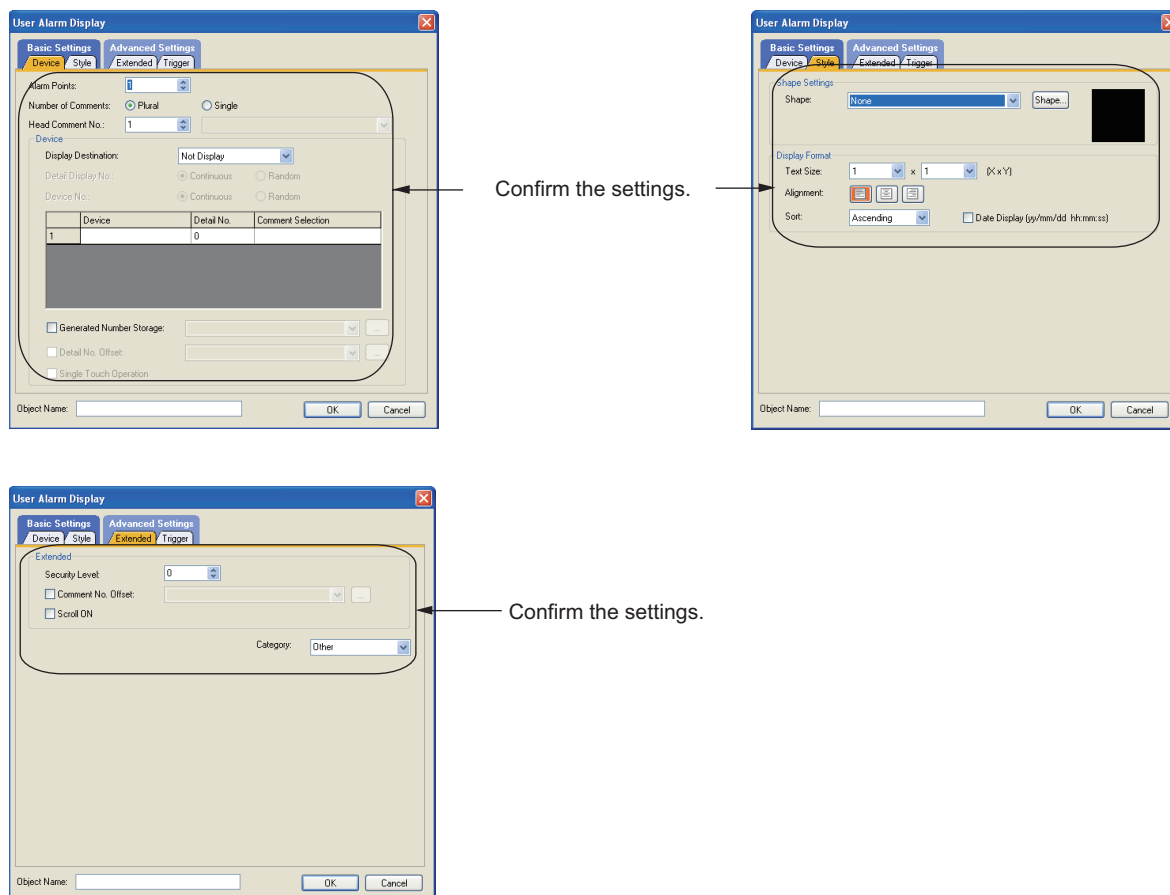 User Alarm Display
Basic Settings Advanced Settings
Device Style Extended Trigger
Alarm Points: 1
Number of Comments: Plural Single
Head Comment No.: 1
Device
Display Destination: Not Display
Detail Display No.: Continuous Random
Device No.: Continuous Random
Device Detail No. Comment Selection
1 0
Generated Number Storage: ...
Detail No. Offset: ...
Single Touch Operation
Object Name: OK Cancel
Confirm the settings.
User Alarm Display
Basic Settings Advanced Settings
Device Style Extended Trigger
Shape Settings
Shape: None Shape...
Display Format
Text Size: 1 x 1 (X x Y)
Alignment:
Sort: Ascending Date Display (yy/mm/dd hh:mm:ss)
Object Name: OK Cancel
User Alarm Display
Basic Settings Advanced Settings
Device Style Extended Trigger
Extended
Security Level: 0
Comment No. Offset: ...
Scroll ON
Category: Other
Object Name: OK Cancel
Confirm the settings.